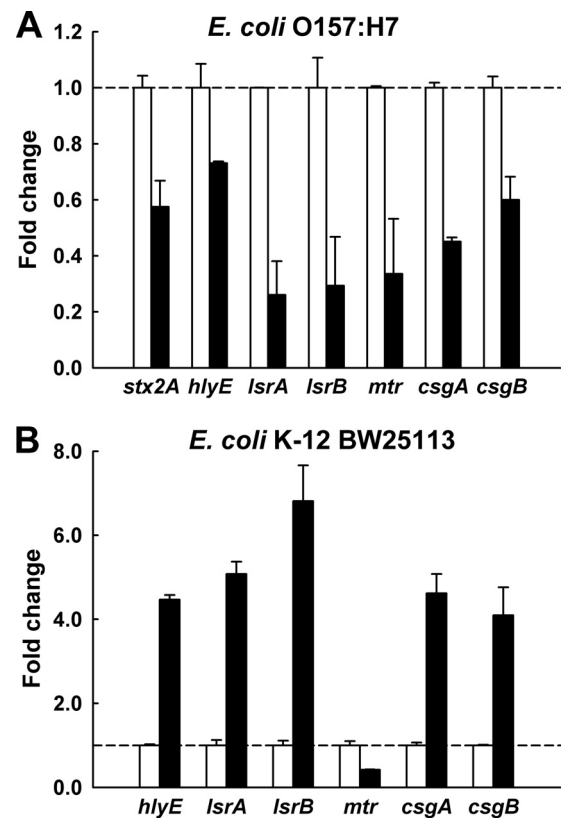 A
E. coli O157:H7
1.2
1.0
0.8
0.6
0.4
0.2
0.0
Fold change
stx2A hlyE lsrA lsrB mtr csgA csgB
B
E. coli K-12 BW25113
8.0
6.0
4.0
2.0
0.0
Fold change
hlyE lsrA lsrB mtr csgA csgB